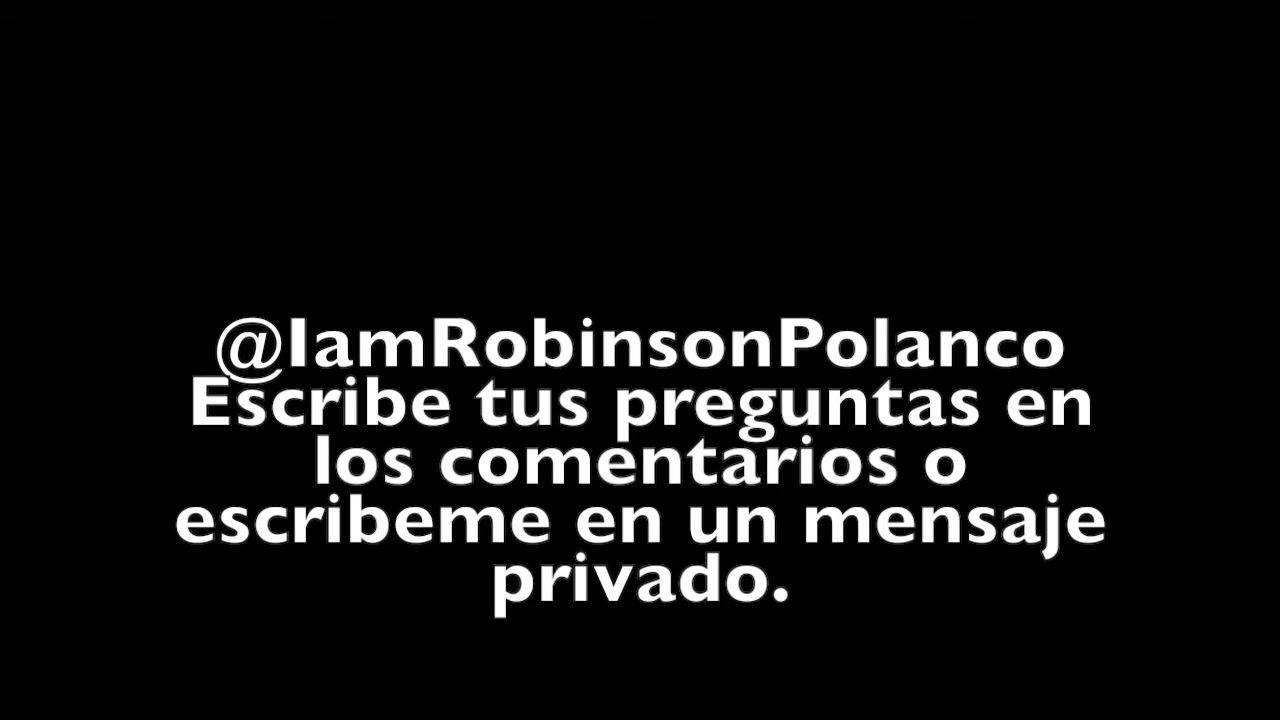 @IamRobinsonPolanco
Escribe tus preguntas en
los comentarios o
escribeme en un mensaje
privado.